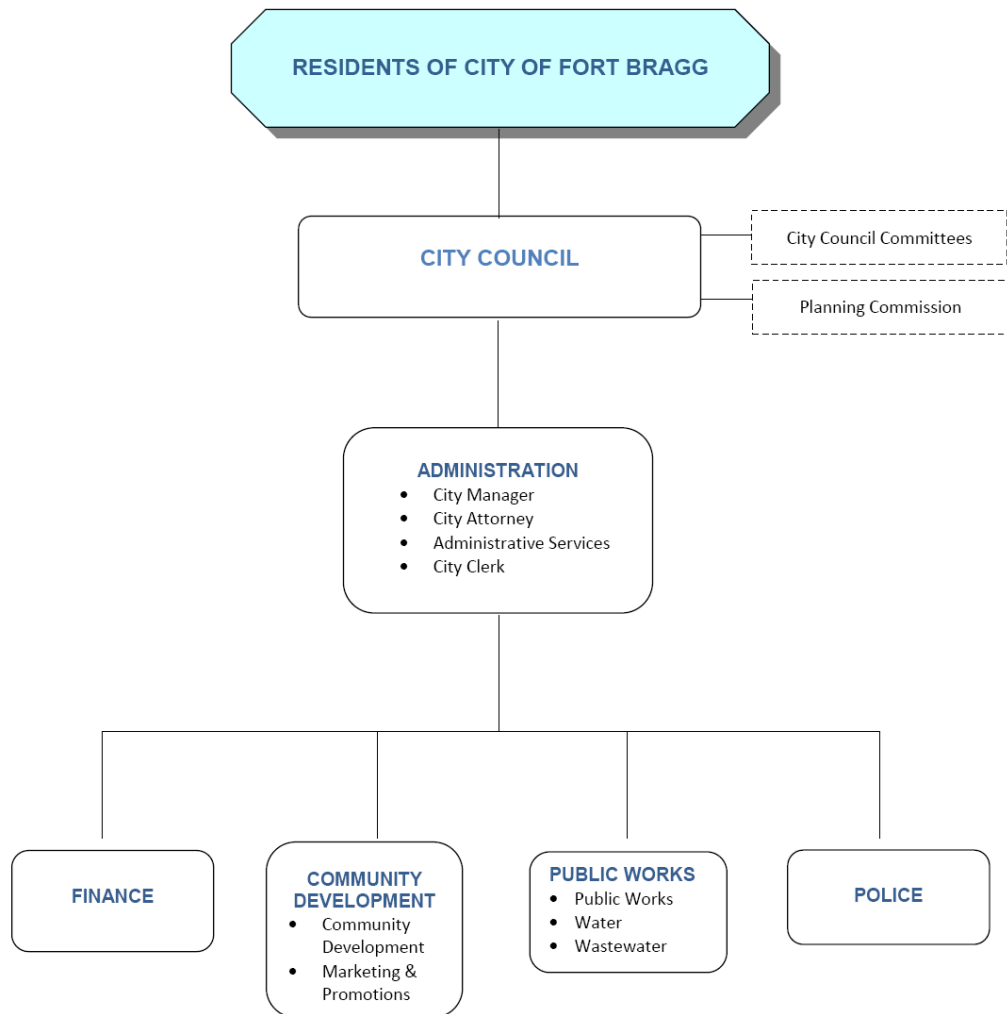 RESIDENTS OF CITY OF FORT BRAGG
CITY COUNCIL
City Council Committees
Planning Commission
ADMINISTRATION
• City Manager
• City Attorney
• Administrative Services
• City Clerk
FINANCE
COMMUNITY
DEVELOPMENT
• Community
Development
• Marketing &
Promotions
PUBLIC WORKS
• Public Works
• Water
• Wastewater
POLICE